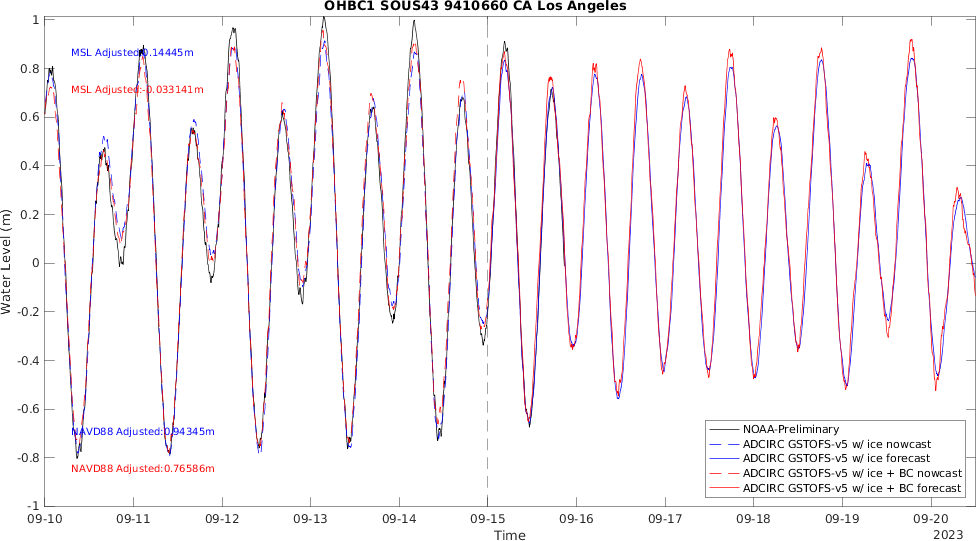 OHBC1 SOUS43 9410660 CA Los Angeles
1
0.8
0.6
0.4
0.2
0
-0.2
-0.4
-0.6
-0.8
-1
Water Level (m)
MSL Adjusted:0.14445m
MSL Adjusted:-0.033141m
NAVD88 Adjusted:0.94345m
NAVD88 Adjusted:0.76586m
NOAA-Preliminary
ADCIRC GSTOFS-v5 w/ ice nowcast
ADCIRC GSTOFS-v5 w/ ice forecast
ADCIRC GSTOFS-v5 w/ ice + BC nowcast
ADCIRC GSTOFS-v5 w/ ice + BC forecast
09-10 09-11 09-12 09-13 09-14 09-15 09-16 09-17 09-18 09-19 09-20
Time
2023